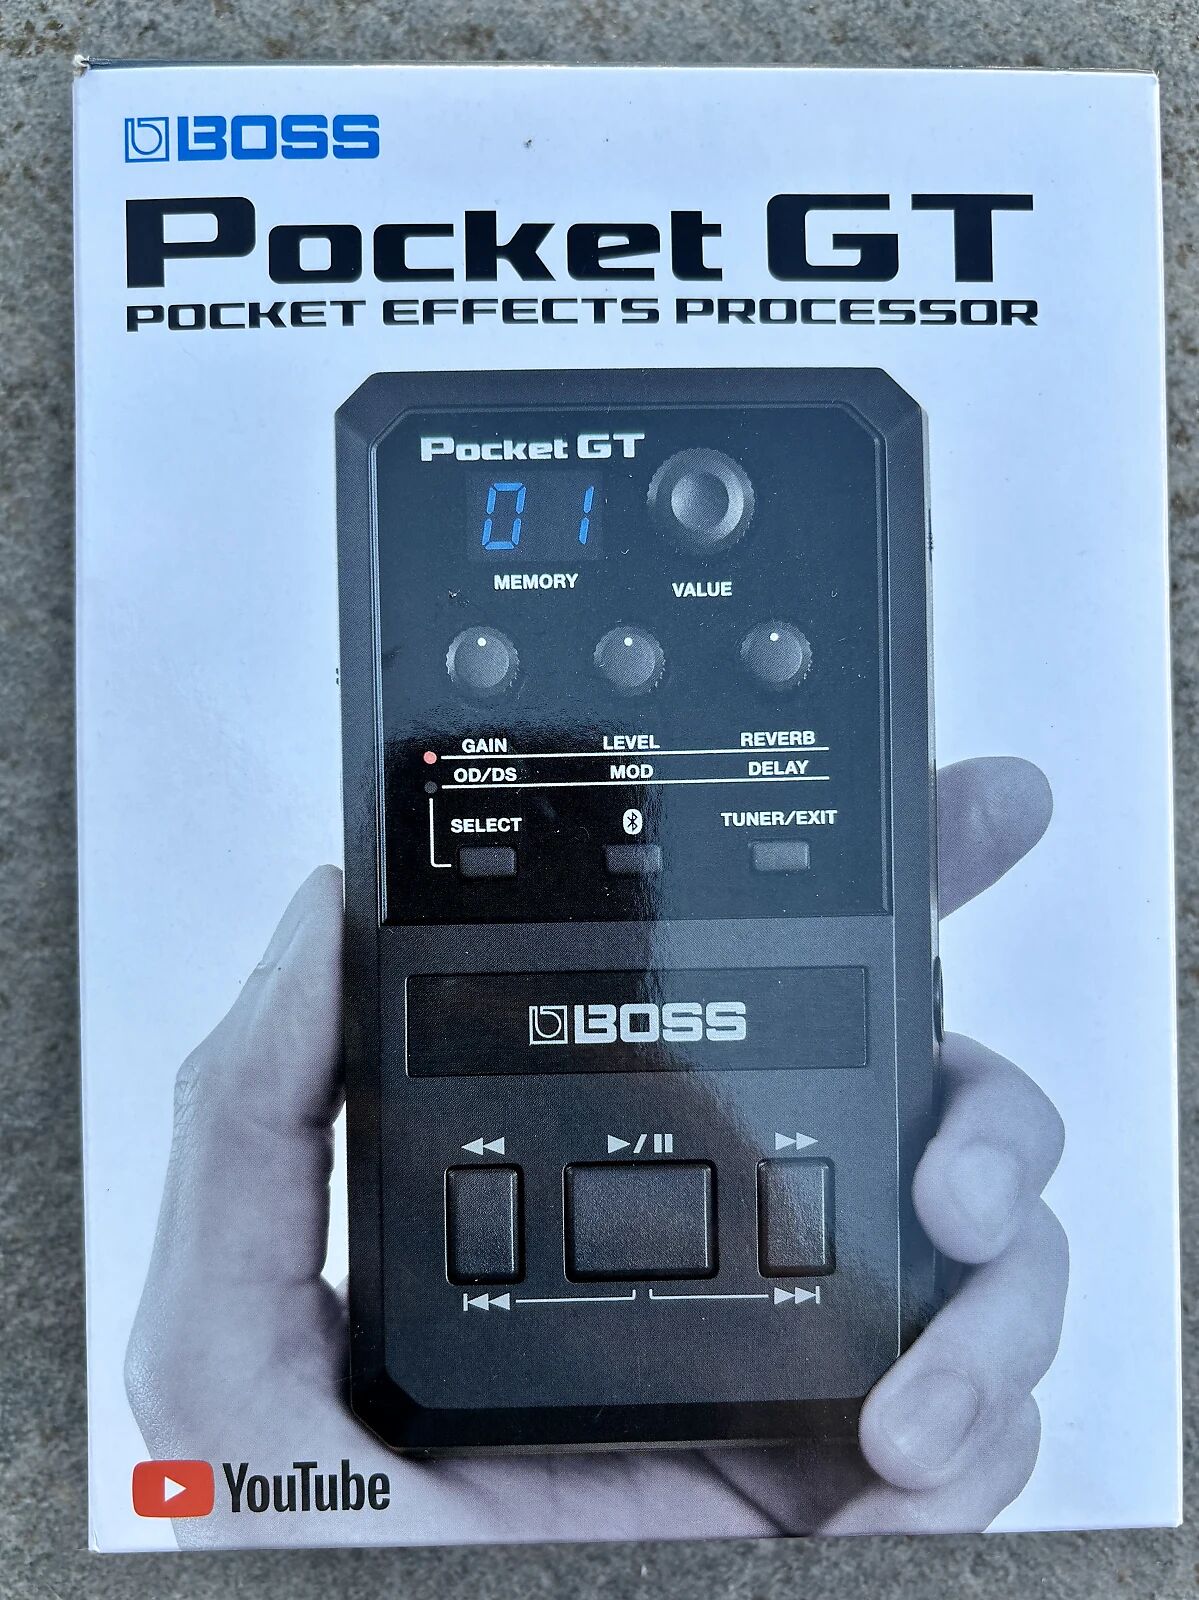 BOSS
Pocket GT
POCKET EFFECTS PROCESSOR
Pocket GT
01
MEMORY
VALUE
GAIN LEVEL REVERB
OD/DS MOD DELAY
SELECT TUNER/EXIT
BOSS
YouTube